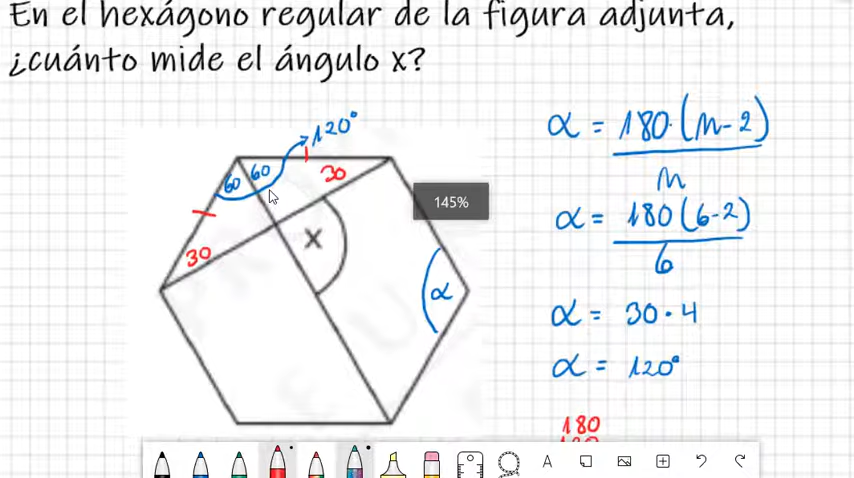 En el hexágono regular de la figura adjunta,
¿cuánto mide el ángulo x?
120°
60 60
30
30
x
α
145%
α = 180·(n-2)
n
α = 180(6-2)
6
α = 30·4
α = 120°
180
A